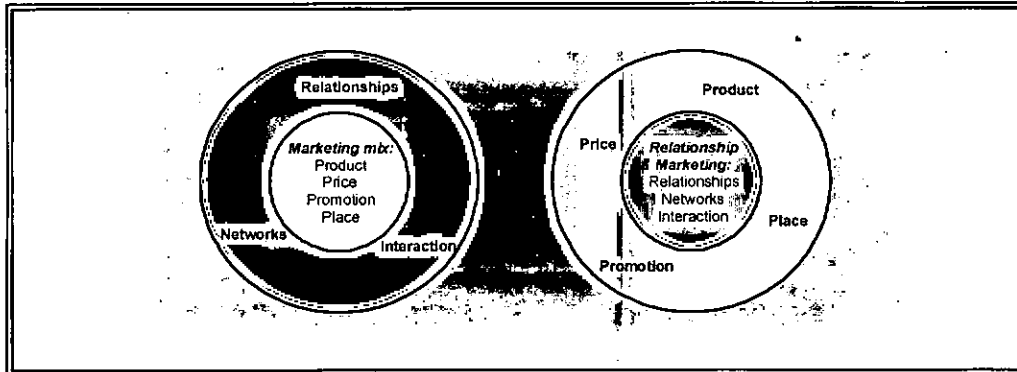 Relationships
Marketing mix:
Product
Price
Promotion
Place
Networks
Interaction
Product
Price
Relationship
Marketing:
Relationships
Networks
Interaction
Place
Promotion